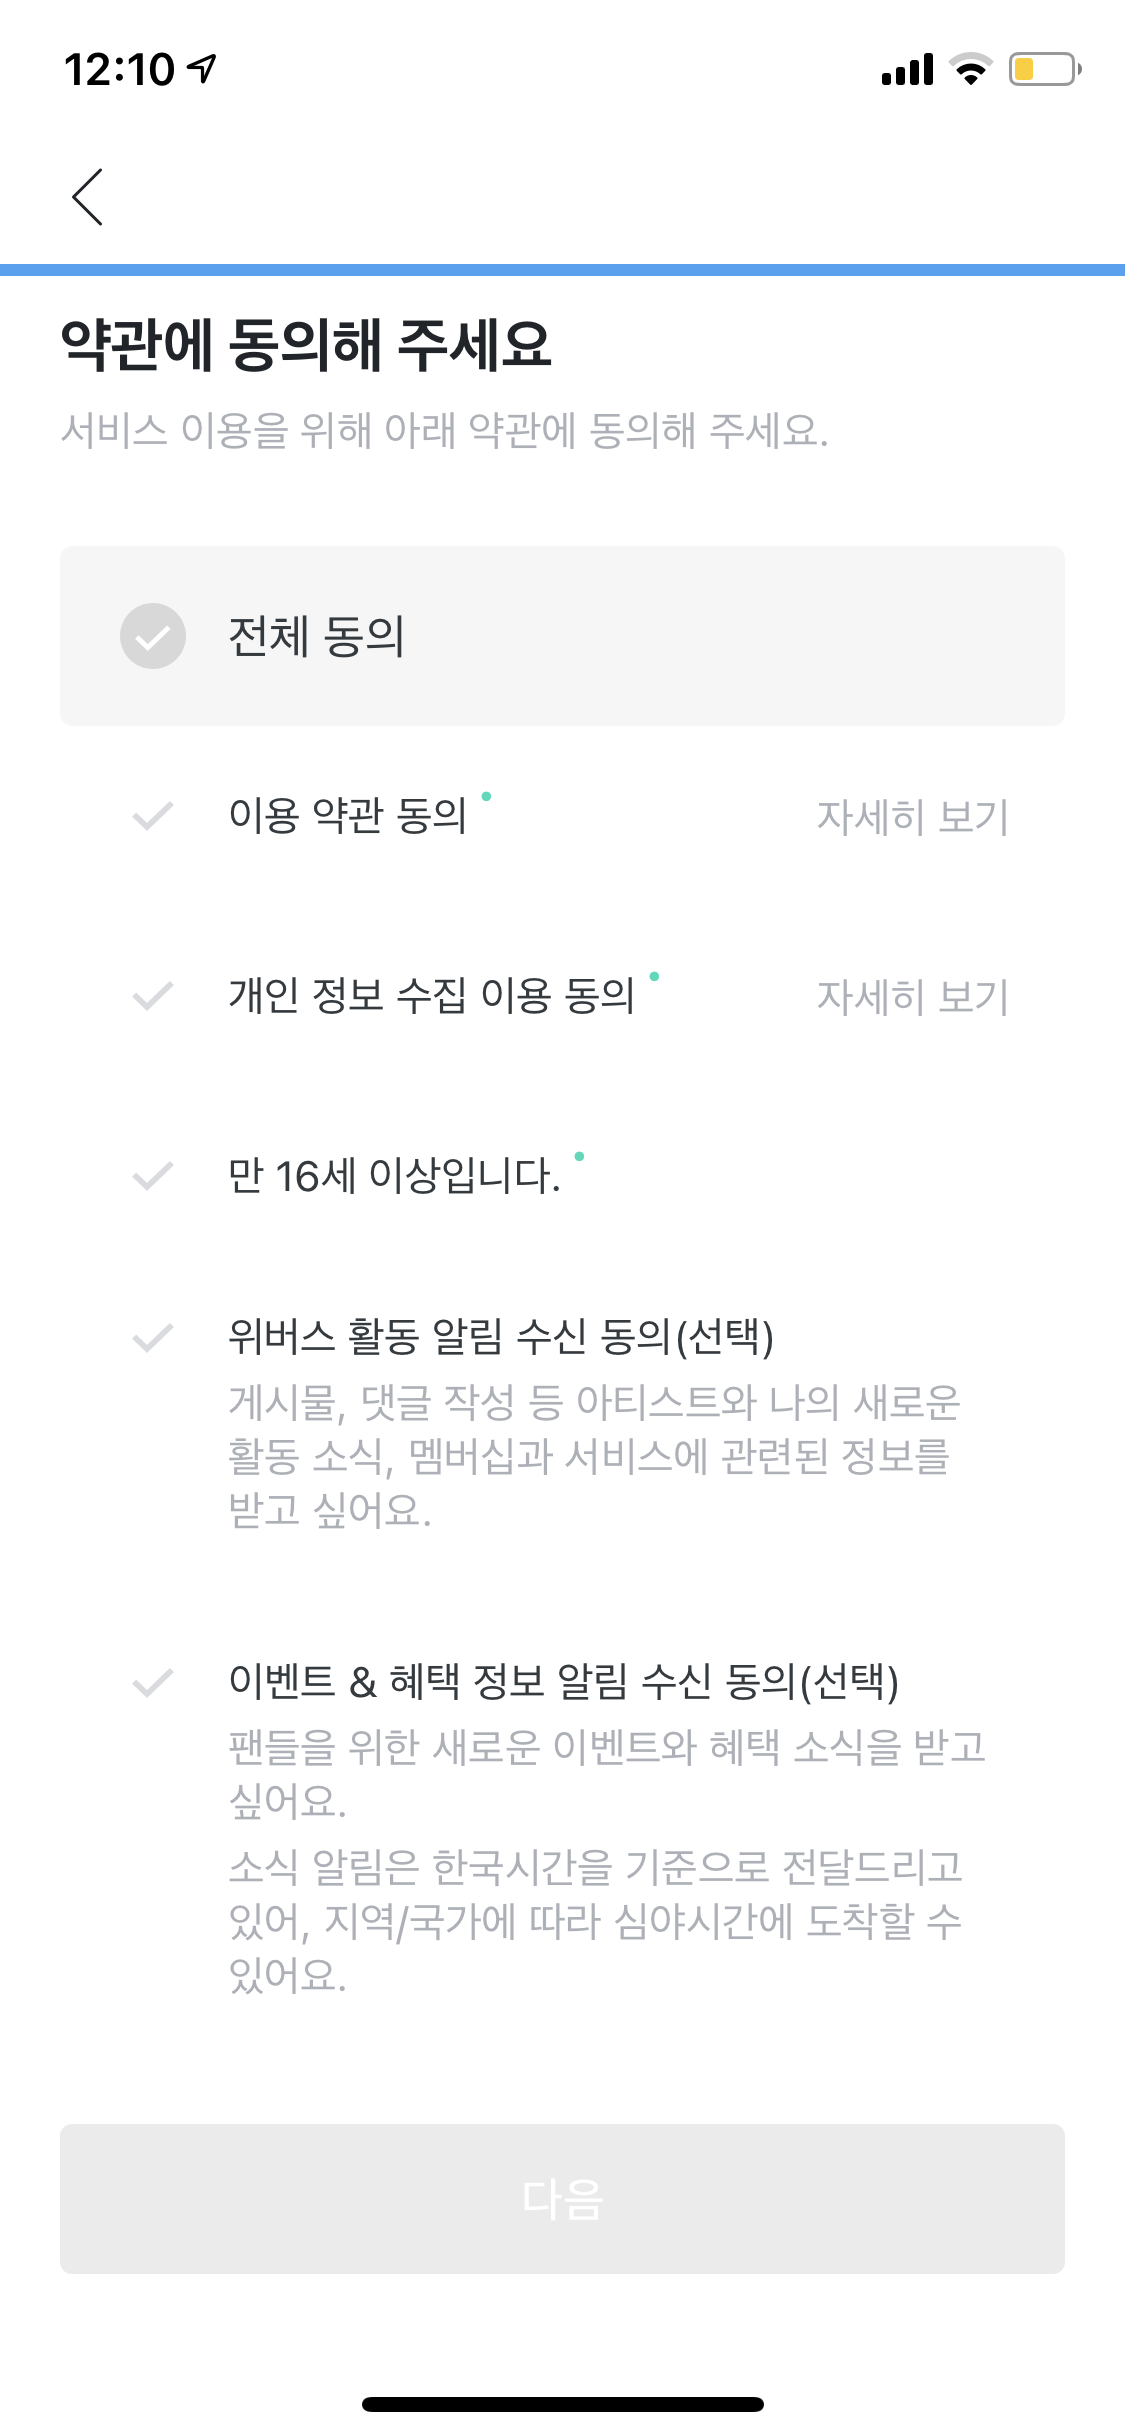 12:10
약관에 동의해 주세요
서비스 이용을 위해 아래 약관에 동의해 주세요.
전체 동의
이용 약관 동의 자세히 보기
개인 정보 수집 이용 동의 자세히 보기
만 16세 이상입니다.
위버스 활동 알림 수신 동의(선택)
게시물, 댓글 작성 등 아티스트와 나의 새로운
활동 소식, 멤버십과 서비스에 관련된 정보를
받고 싶어요.
이벤트 & 혜택 정보 알림 수신 동의(선택)
팬들을 위한 새로운 이벤트와 혜택 소식을 받고
싶어요.
소식 알림은 한국시간을 기준으로 전달드리고
있어, 지역/국가에 따라 심야시간에 도착할 수
있어요.
다음